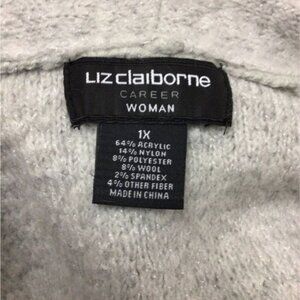 LIZ claiborne
CAREER
WOMAN
1X
64% ACRYLIC
14% NYLON
8% POLYESTER
8% WOOL
2% SPANDEX
4% OTHER FIBER
MADE IN CHINA